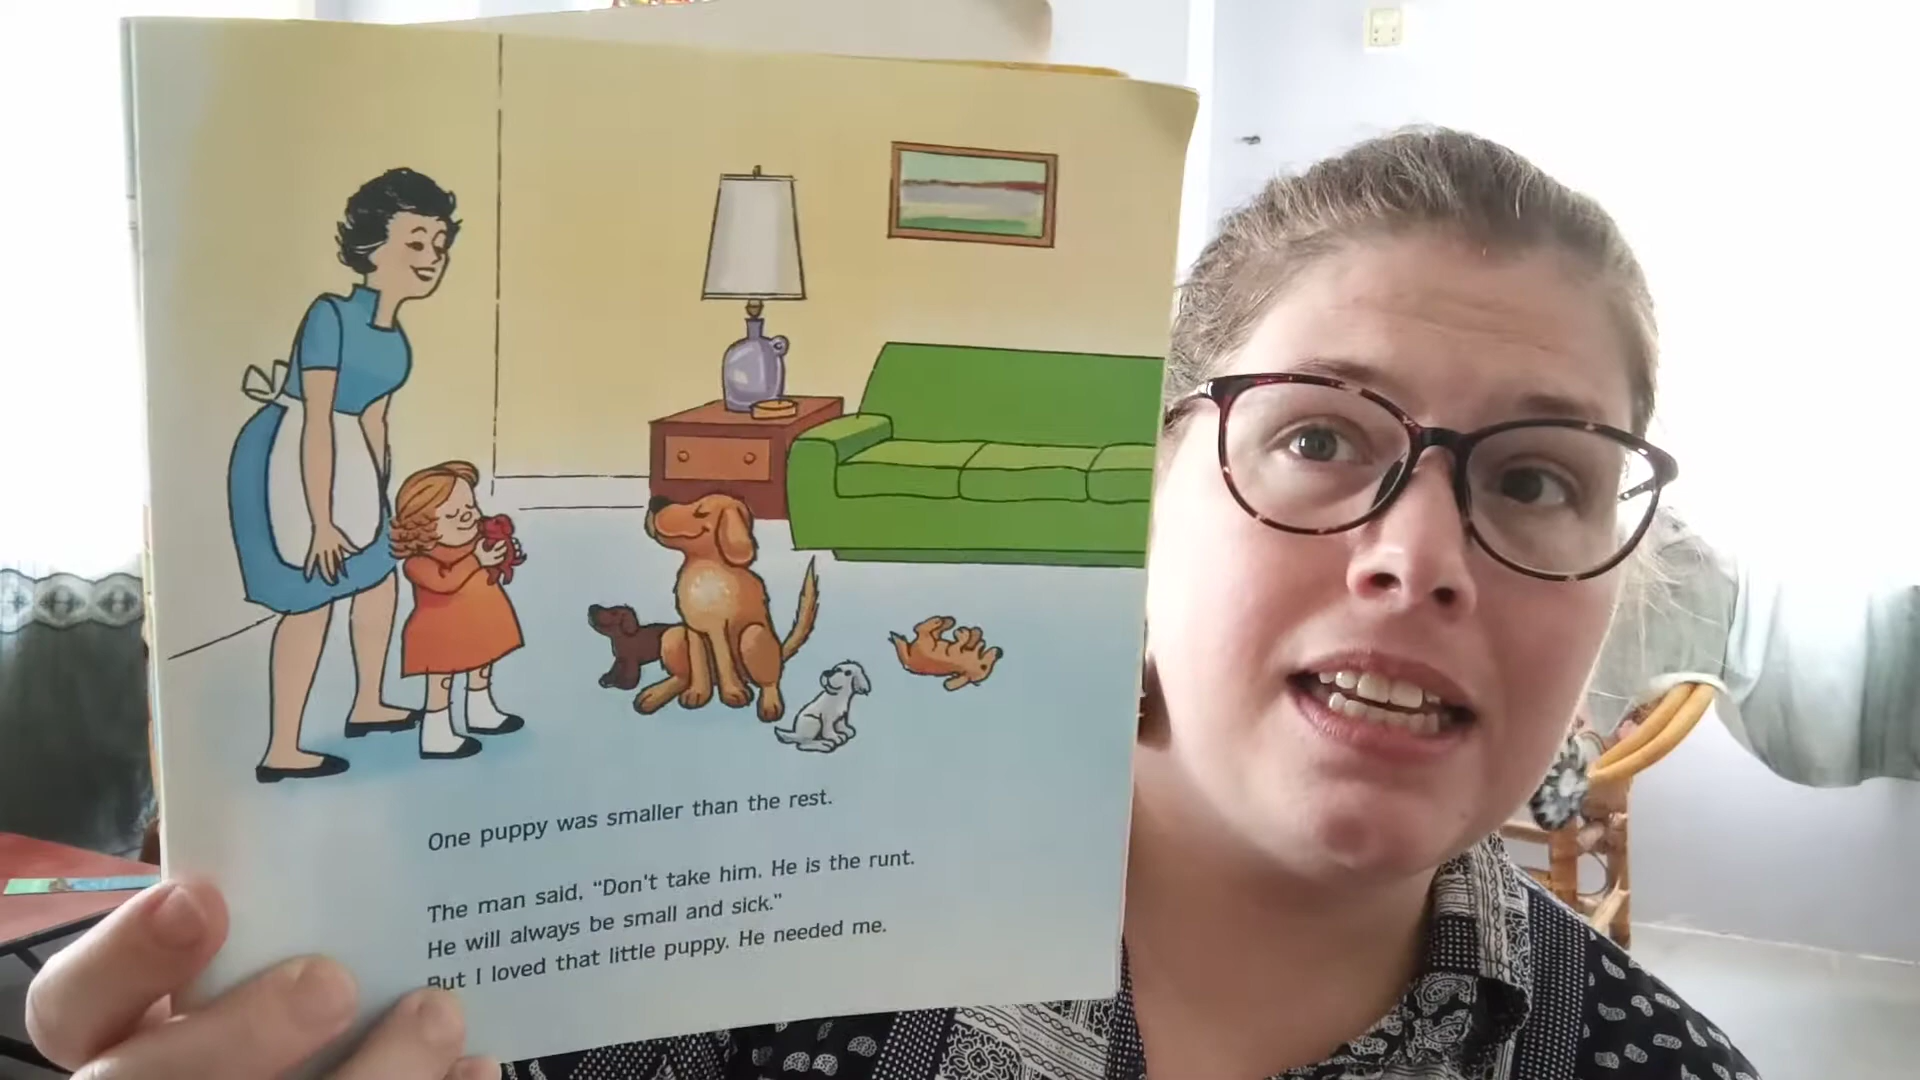 One puppy was smaller than the rest.
The man said, “Don't take him. He is the runt.
He will always be small and sick.”
But I loved that little puppy. He needed me.